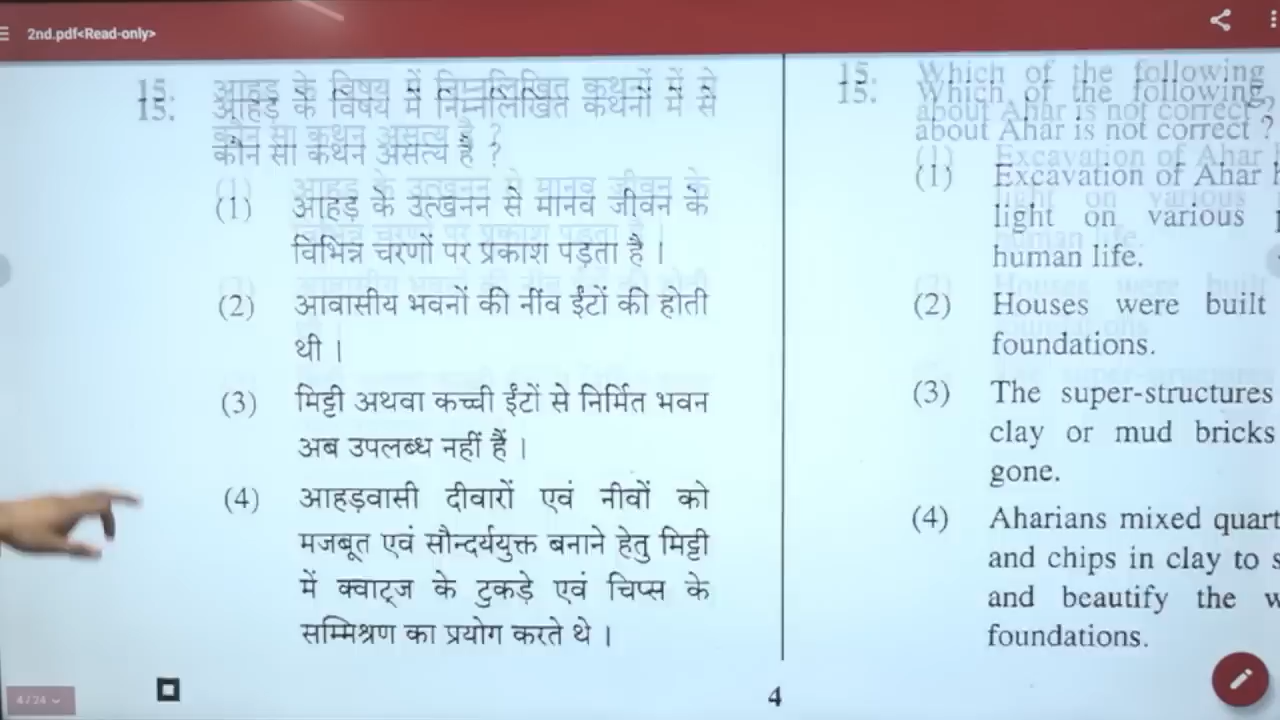 2nd.pdf<Read-only>
15. आहड़ के विषय में निम्नलिखित कथनों में से
कौन सा कथन असत्य है ?
(1) आहड़ के उत्खनन से मानव जीवन के
विभिन्न चरणों पर प्रकाश पड़ता है ।
(2) आवासीय भवनों की नींव ईंटों की होती
थी ।
(3) मिट्टी अथवा कच्ची ईंटों से निर्मित भवन
अब उपलब्ध नहीं हैं ।
(4) आहड़वासी दीवारों एवं नीवों को
मजबूत एवं सौन्दर्ययुक्त बनाने हेतु मिट्टी
में क्वाट्ज के टुकड़े एवं चिप्स के
सम्मिश्रण का प्रयोग करते थे ।
15. Which of the following,
about Ahar is not correct ?
(1) Excavation of Ahar
light on various
human life.
(2) Houses were built
foundations.
(3) The super-structures
clay or mud bricks
gone.
(4) Aharians mixed quart
and chips in clay to s
and beautify the w
foundations.
4/24
4